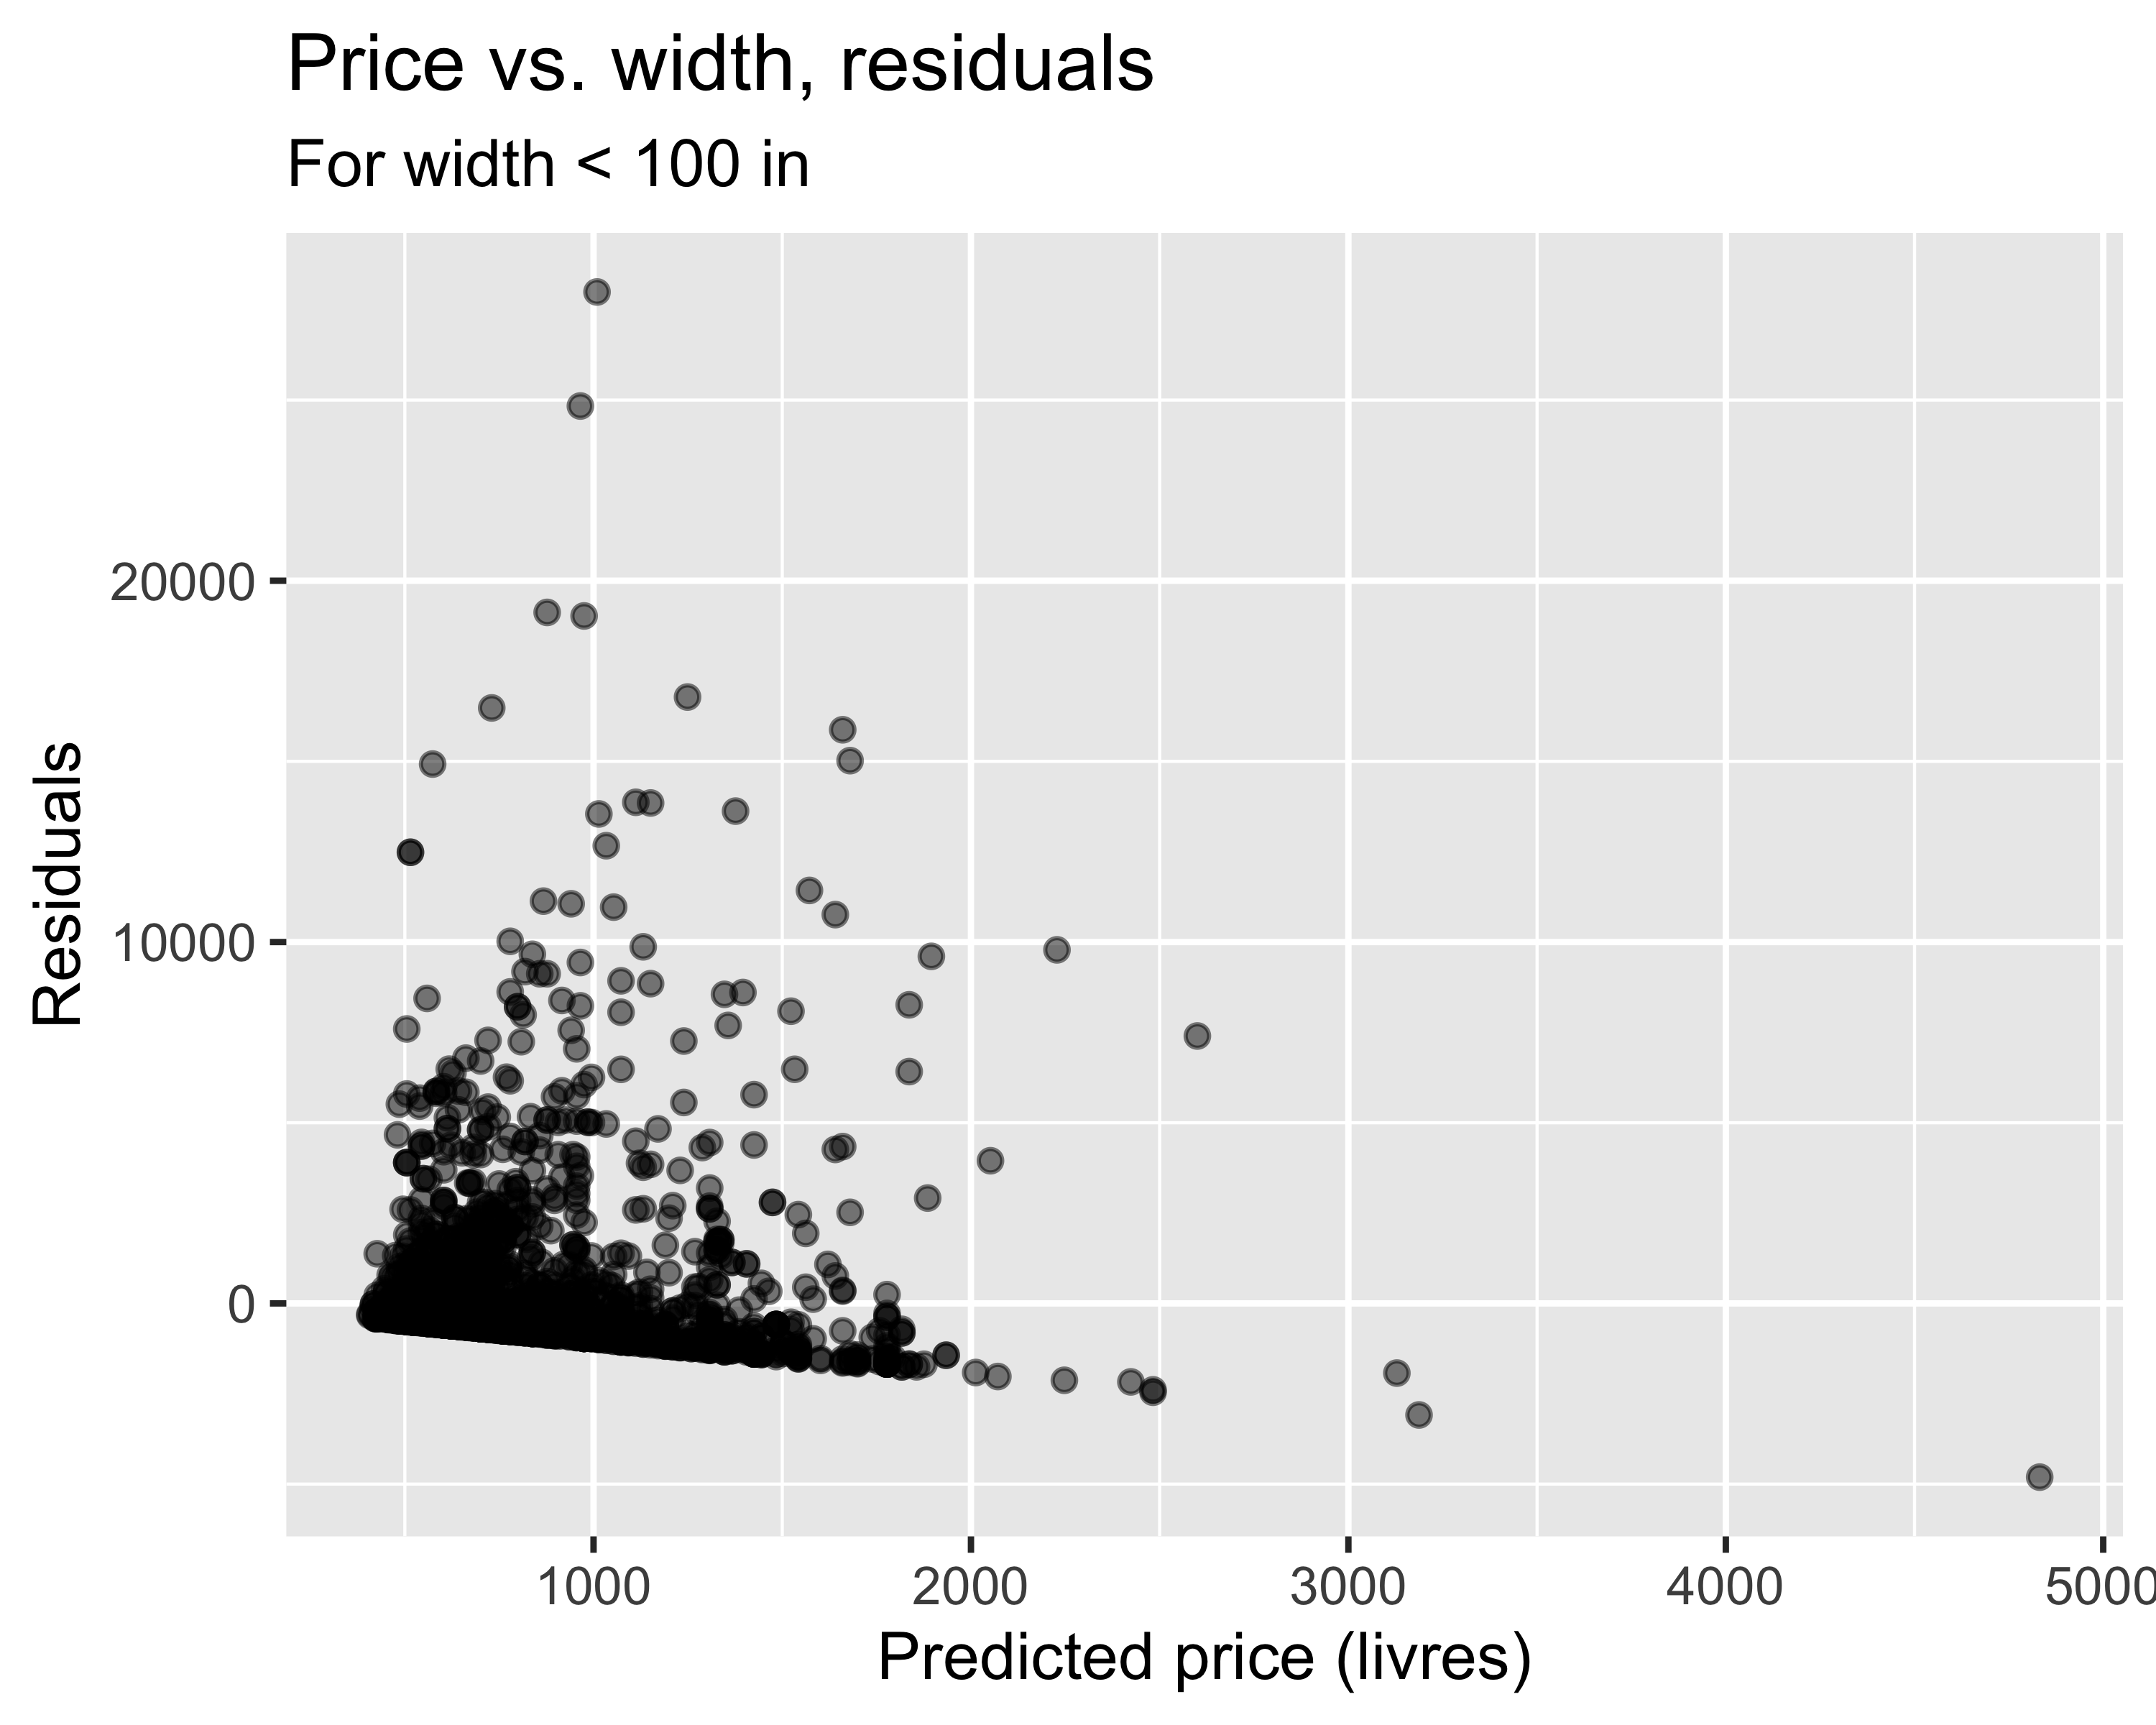 Price vs. width, residuals
For width < 100 in
Residuals
20000
10000
0
1000
2000
3000
4000
5000
Predicted price (livres)